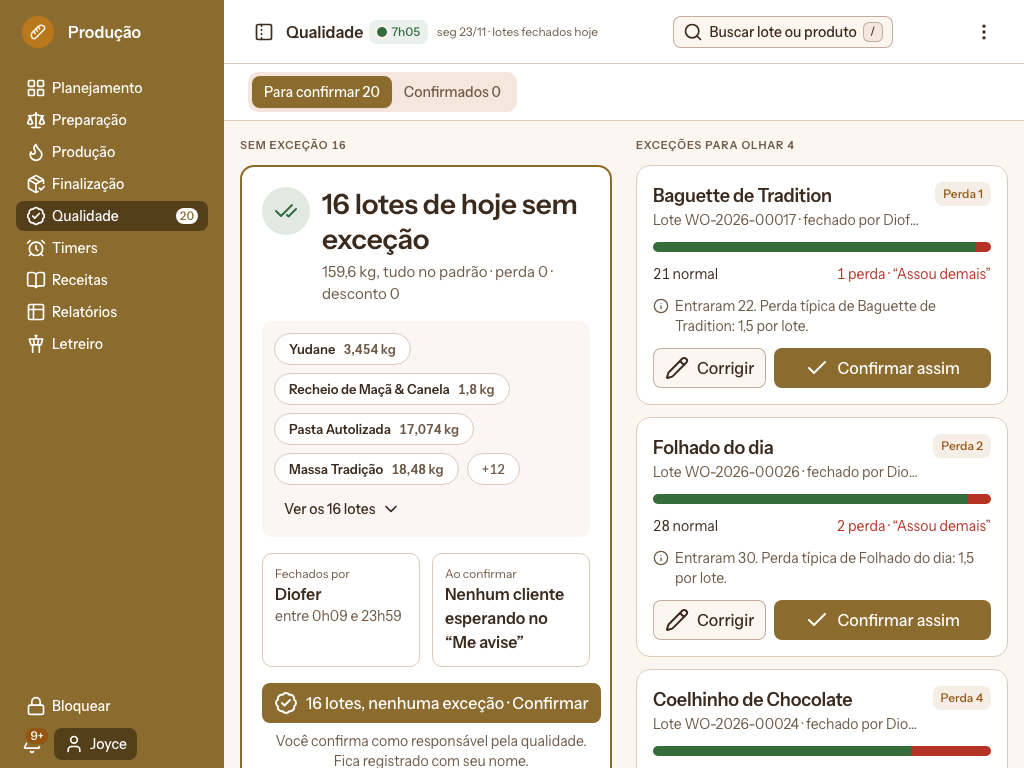 Produção
Planejamento
Preparação
Produção
Finalização
Qualidade 20
Timers
Receitas
Relatórios
Letreiro
Bloquear
9+
Joyce
Qualidade 7h05 seg 23/11 · lotes fechados hoje
Buscar lote ou produto /
Para confirmar 20 Confirmados 0
SEM EXCEÇÃO 16
16 lotes de hoje sem
exceção
159,6 kg, tudo no padrão · perda 0 ·
desconto 0
Yudane 3,454 kg
Recheio de Maçã & Canela 1,8 kg
Pasta Autolizada 17,074 kg
Massa Tradição 18,48 kg +12
Ver os 16 lotes
Fechados por
Diofer
entre 0h09 e 23h59
Ao confirmar
Nenhum cliente
esperando no
“Me avise”
16 lotes, nenhuma exceção · Confirmar
Você confirma como responsável pela qualidade.
Fica registrado com seu nome.
EXCEÇÕES PARA OLHAR 4
Baguete de Tradition Perda 1
Lote WO-2026-00017 · fechado por Diof...
21 normal 1 perda · “Assou demais”
Entraram 22. Perda típica de Baguette de
Tradition: 1,5 por lote.
Corrigir Confirmar assim
Folhado do dia Perda 2
Lote WO-2026-00026 · fechado por Dio...
28 normal 2 perda · “Assou demais”
Entraram 30. Perda típica de Folhado do dia: 1,5
por lote.
Corrigir Confirmar assim
Coelhinho de Chocolate Perda 4
Lote WO-2026-00024 · fechado por Dio...